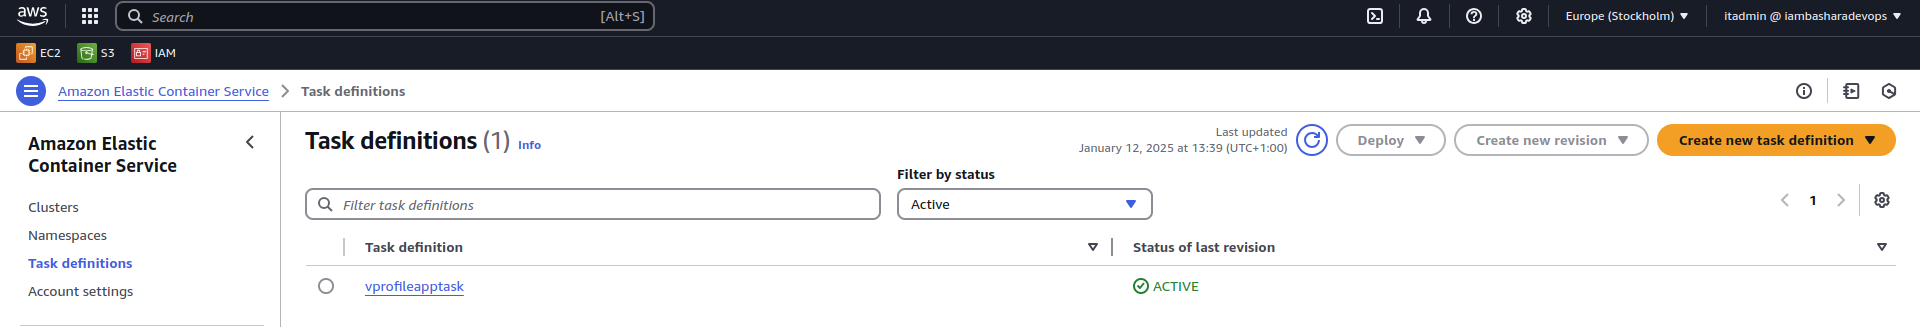 aws
Search [Alt+S] Europe (Stockholm) itadmin @ iambasharadevops
EC2 S3 IAM
Amazon Elastic Container Service > Task definitions
Amazon Elastic
Container Service
Clusters
Namespaces
Task definitions
Account settings
Task definitions (1) Info
Last updated
January 12, 2025 at 13:39 (UTC+1:00)
Deploy Create new revision Create new task definition
Filter by status
Filter task definitions Active 1
Task definition Status of last revision
vprofileapptask ACTIVE